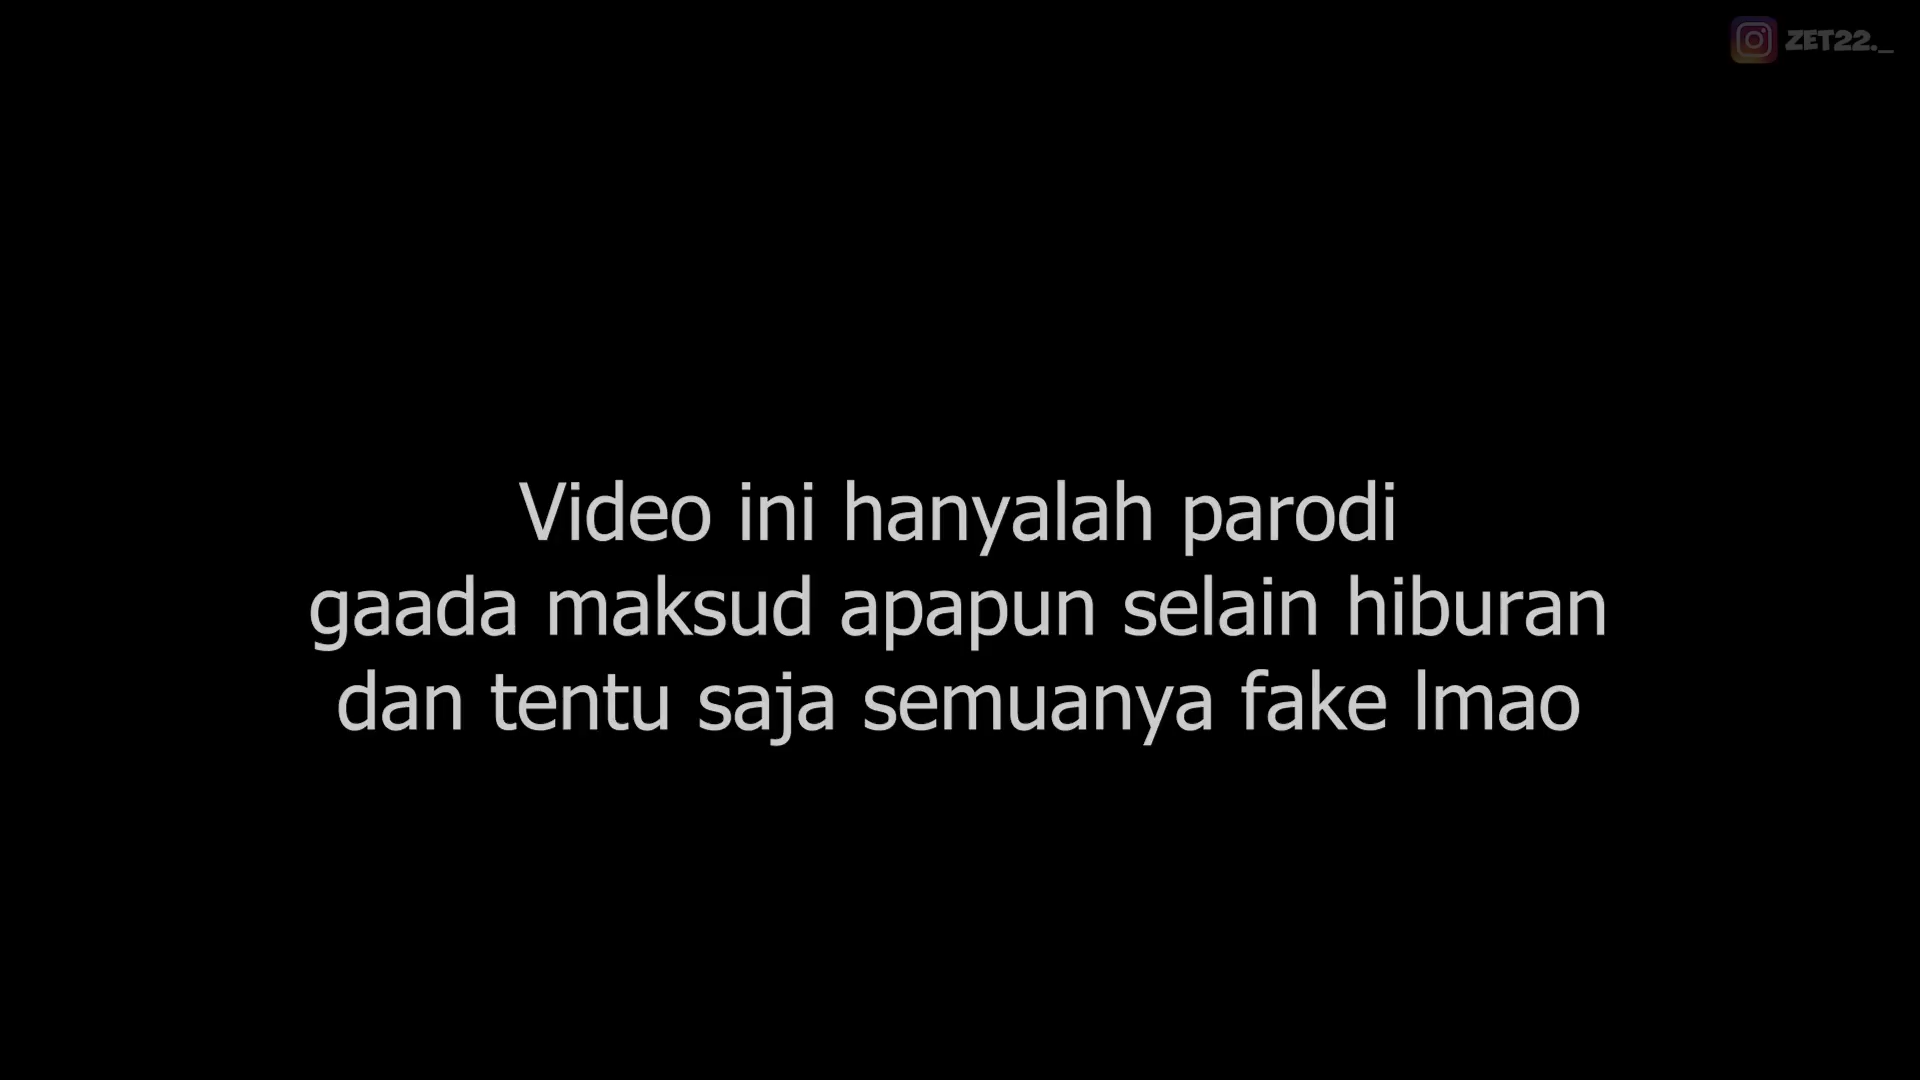 ZET22._
Video ini hanyalah parodi
gaada maksud apapun selain hiburan
dan tentu saja semuanya fake lmao